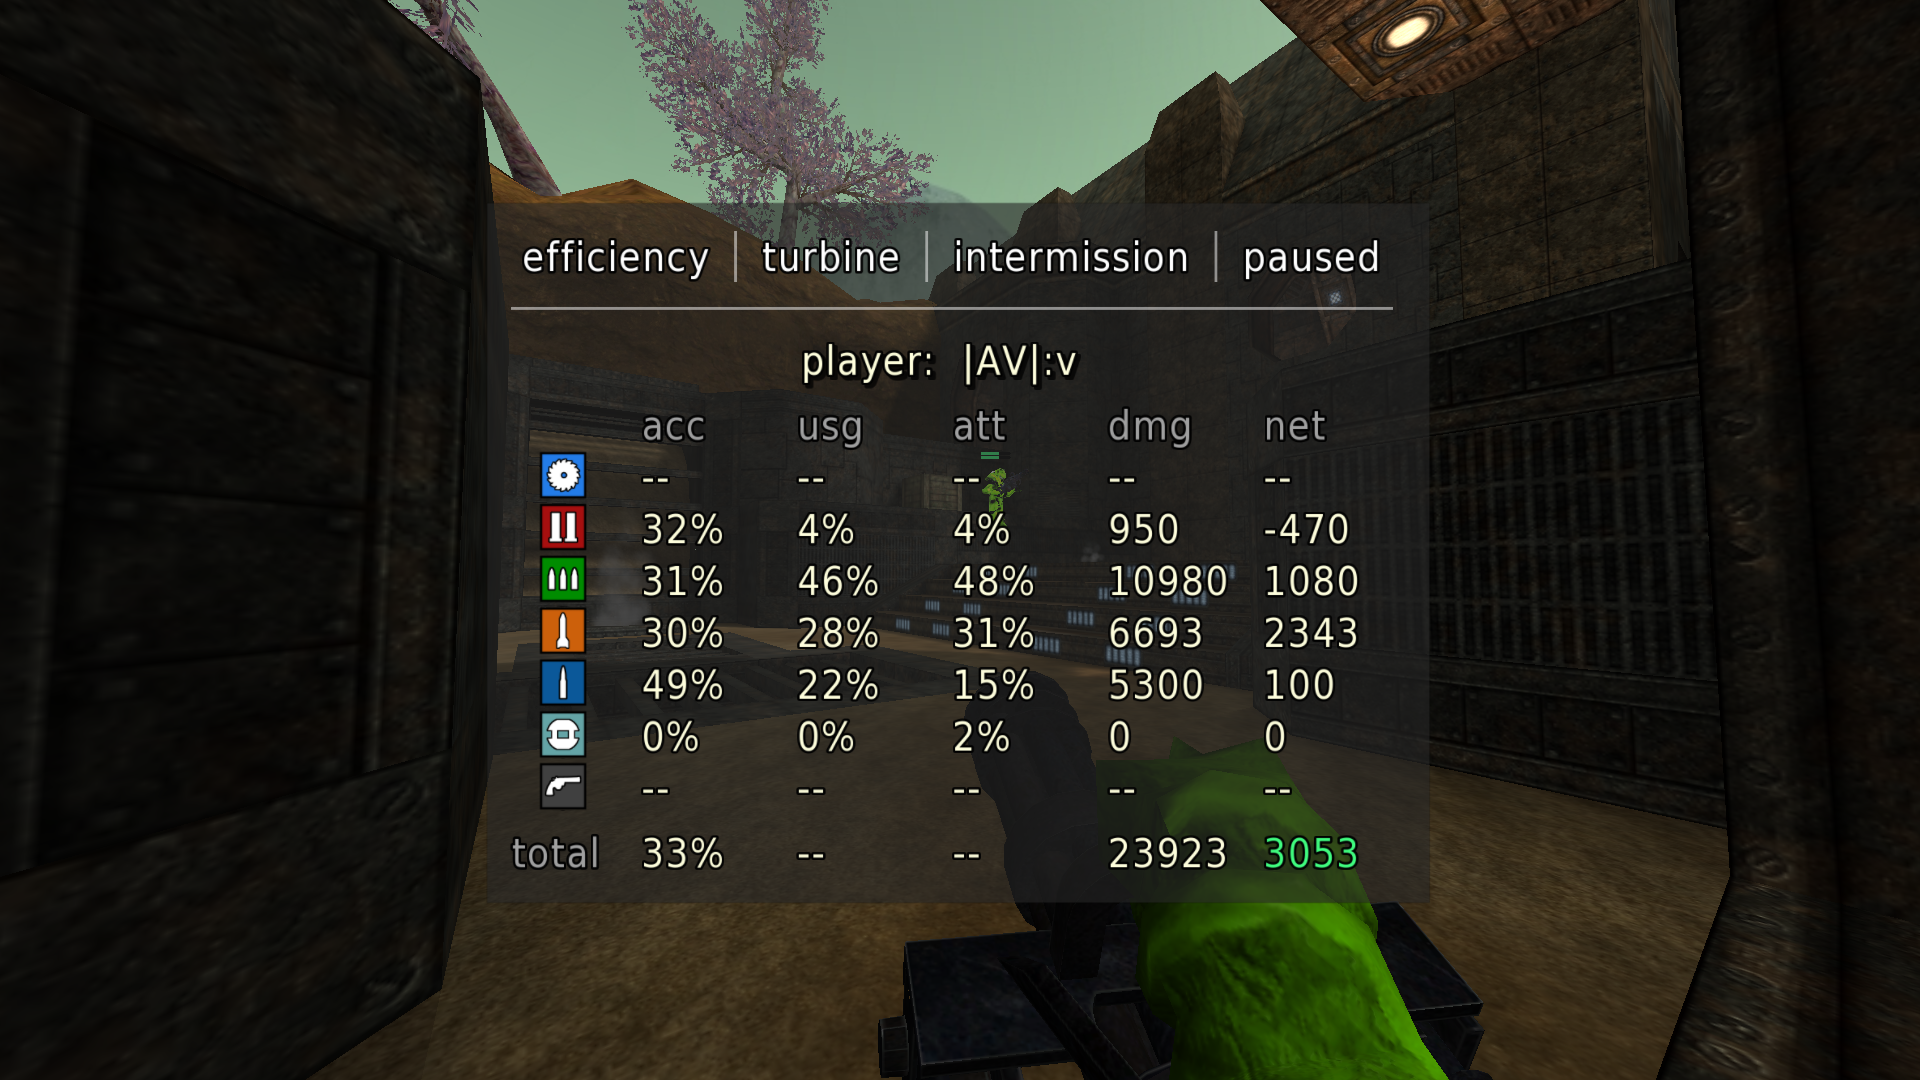 efficiency | turbine | intermission | paused
player: |AV|:v
acc usg att dmg net
-- -- -- -- --
32% 4% 4% 950 -470
31% 46% 48% 10980 1080
30% 28% 31% 6693 2343
49% 22% 15% 5300 100
0% 0% 2% 0 0
-- -- -- -- --
total 33% -- -- 23923 3053